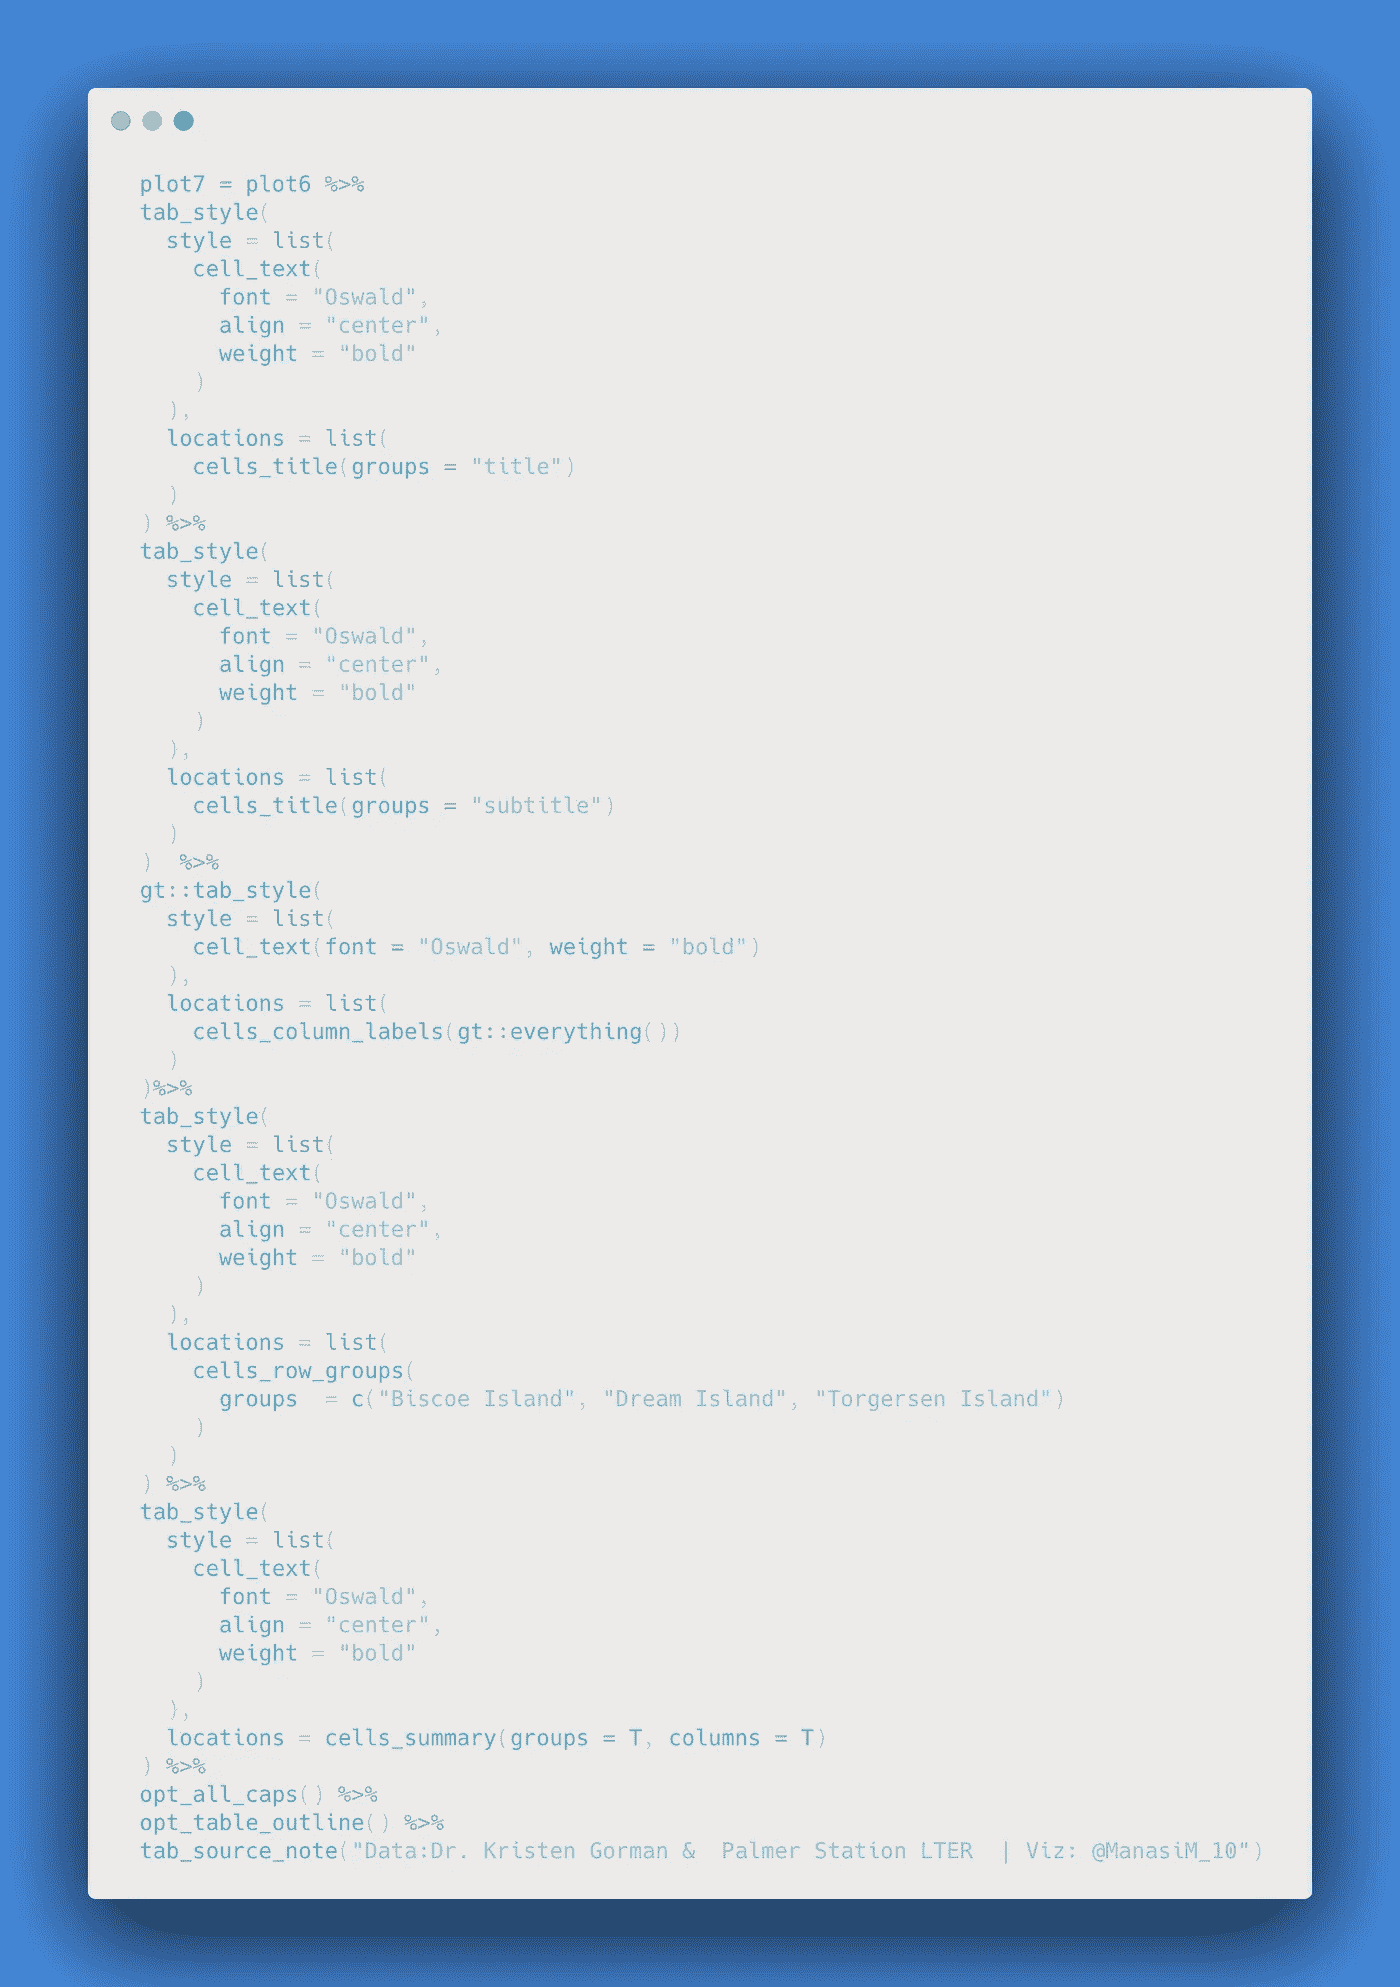 plot7 = plot6 %>%
tab_style(
  style = list(
    cell_text(
      font = "Oswald",
      align = "center",
      weight = "bold"
    )
  ),
  locations = list(
    cells_title(groups = "title")
  )
) %>%
tab_style(
  style = list(
    cell_text(
      font = "Oswald",
      align = "center",
      weight = "bold"
    )
  ),
  locations = list(
    cells_title(groups = "subtitle")
  )
)  %>%
gt::tab_style(
  style = list(
    cell_text(font = "Oswald", weight = "bold")
  ),
  locations = list(
    cells_column_labels(gt::everything())
  )
)%>%
tab_style(
  style = list(
    cell_text(
      font = "Oswald",
      align = "center",
      weight = "bold"
    )
  ),
  locations = list(
    cells_row_groups(
      groups  = c("Biscoe Island", "Dream Island", "Torgersen Island")
    )
  )
) %>%
tab_style(
  style = list(
    cell_text(
      font = "Oswald",
      align = "center",
      weight = "bold"
    )
  ),
  locations = cells_summary(groups = T, columns = T)
) %>%
opt_all_caps() %>%
opt_table_outline() %>%
tab_source_note("Data:Dr. Kristen Gorman &  Palmer Station LTER  | Viz: @ManasiM_10")